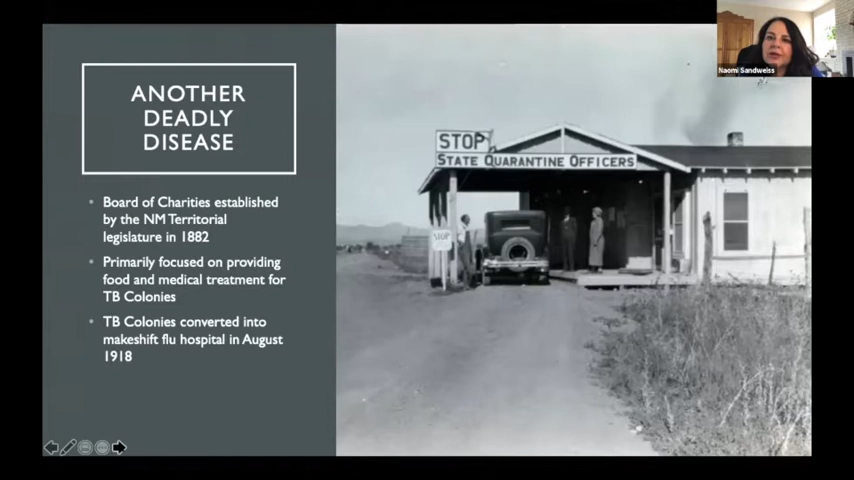 ANOTHER
DEADLY
DISEASE
Board of Charities established
by the NM Territorial
legislature in 1882
Primarily focused on providing
food and medical treatment for
TB Colonies
TB Colonies converted into
makeshift flu hospital in August
1918
STOP
STATE QUARANTINE OFFICERS
STOP
Naomi Sandweiss